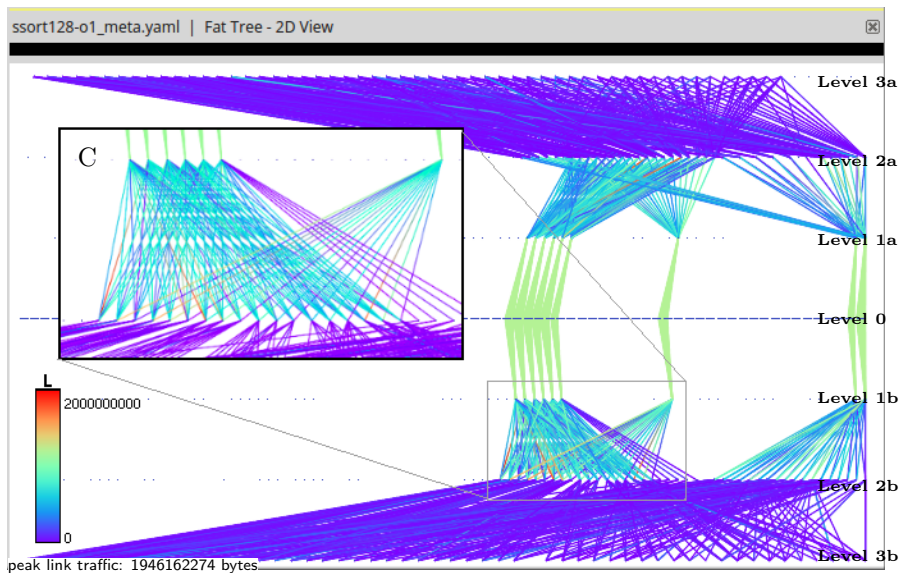 ssort128-o1_meta.yaml | Fat Tree - 2D View
Level 3a
C
Level 2a
Level 1a
Level 0
L
2000000000
0
Level 1b
Level 2b
Level 3b
peak link traffic: 1946162274 bytes